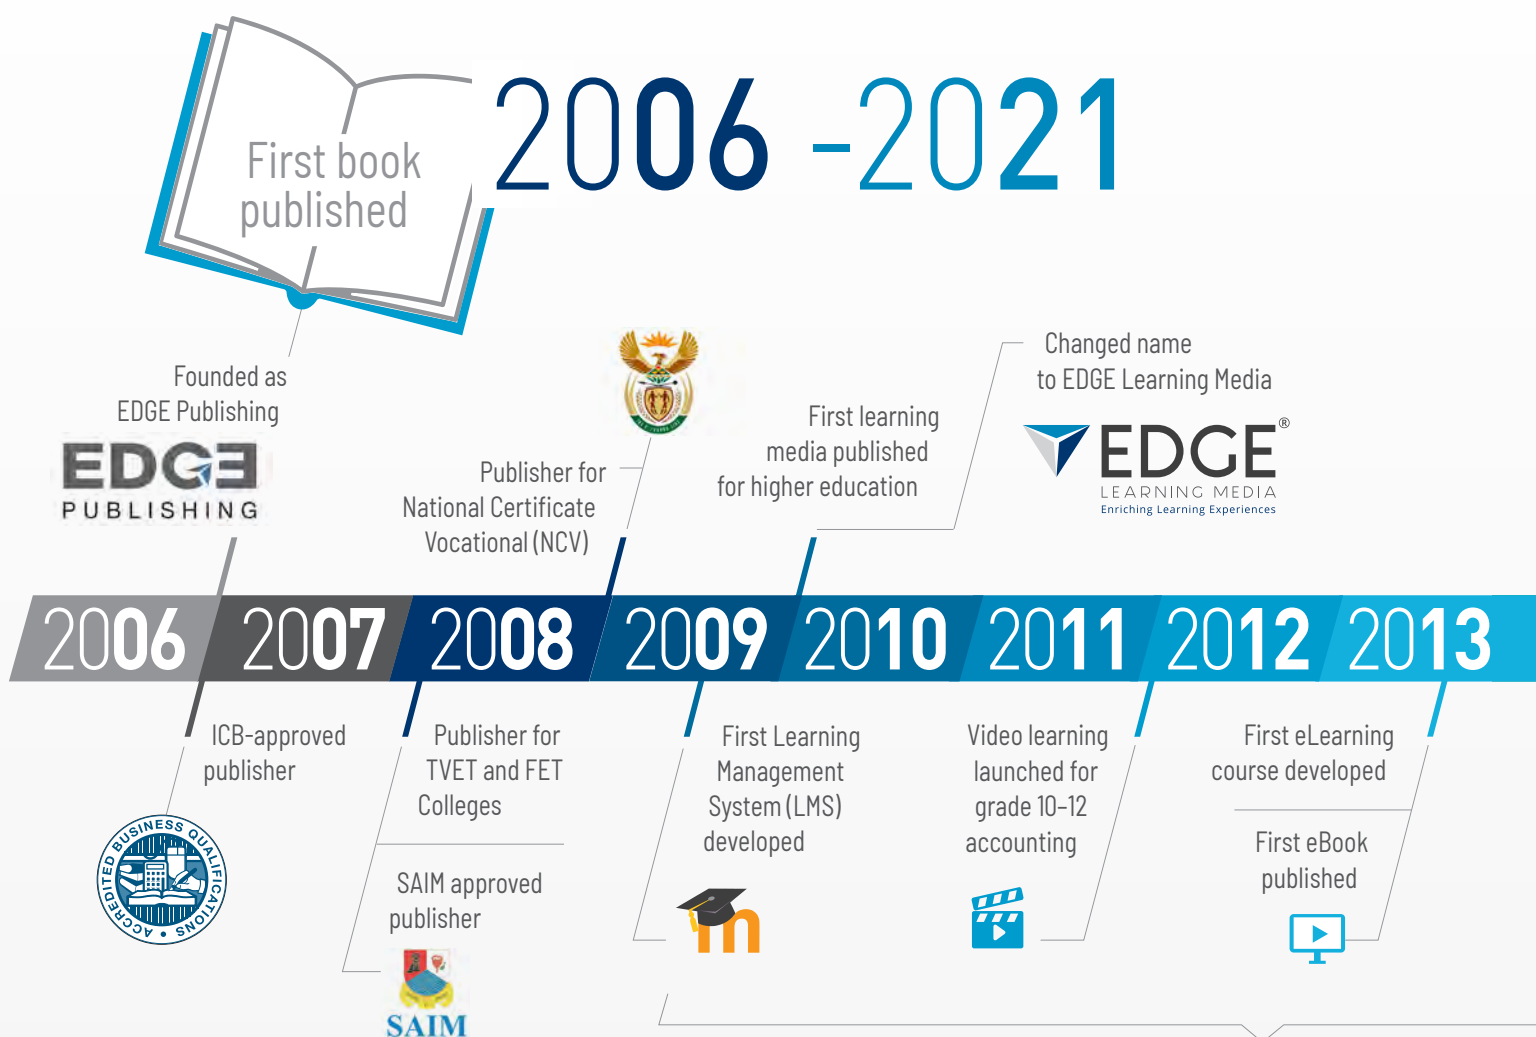 First book
published
2006 -2021
Founded as
EDGE Publishing
EDGE
PUBLISHING
Publisher for
National Certificate
Vocational (NCV)
First learning
media published
for higher education
Changed name
to EDGE Learning Media
EDGE®
LEARNING MEDIA
Enriching Learning Experiences
2006 2007 2008 2009 2010 2011 2012 2013
ICB-approved
publisher
ACCREDITED BUSINESS QUALIFICATIONS
Publisher for
TVET and FET
Colleges
SAIM approved
publisher
SAIM
First Learning
Management
System (LMS)
developed
m
Video learning
launched for
grade 10–12
accounting
First eLearning
course developed
First eBook
published